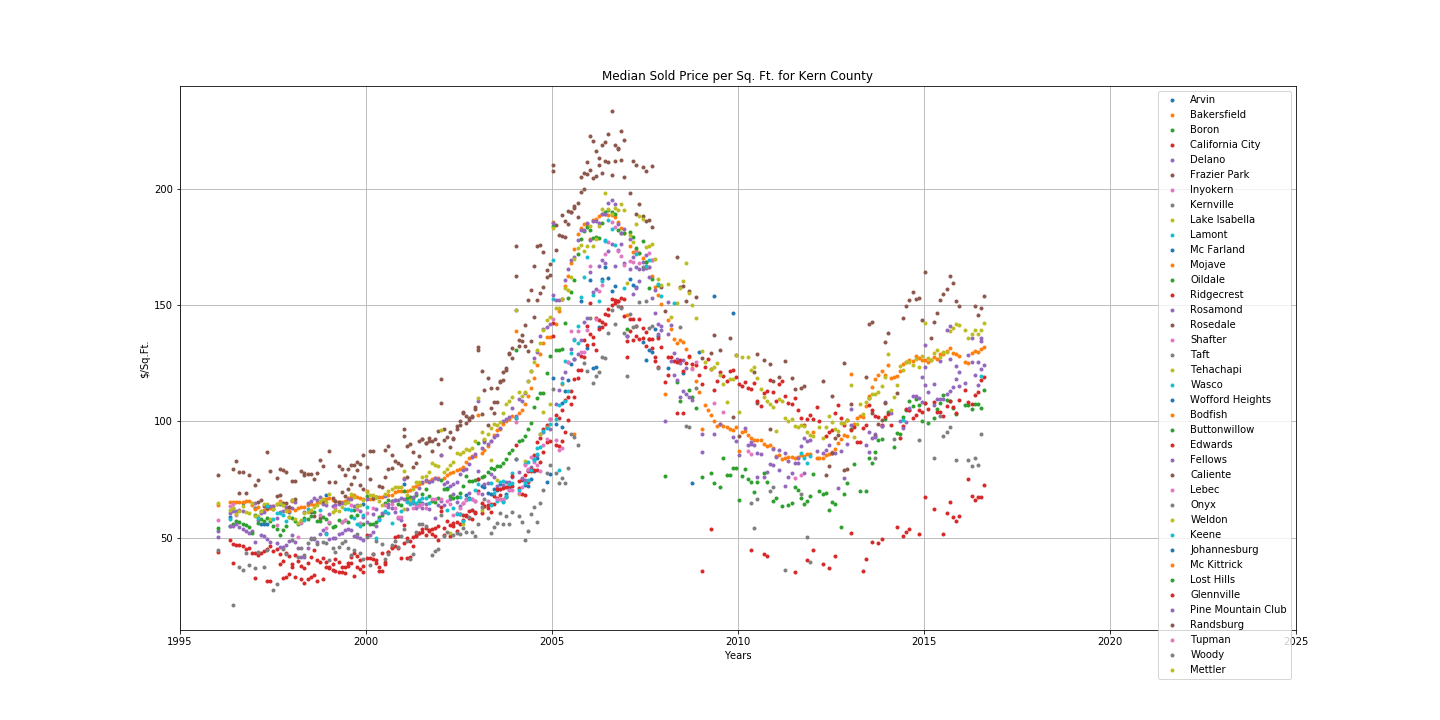 Median Sold Price per Sq. Ft. for Kern County
$/Sq.Ft.
200
150
100
50
1995 2000 2005 2010 2015 2020 2025
Years
Arvin
Bakersfield
Boron
California City
Delano
Frazier Park
Inyokern
Kernville
Lake Isabella
Lamont
Mc Farland
Mojave
Oildale
Ridgecrest
Rosamond
Rosedale
Shafter
Taft
Tehachapi
Wasco
Wofford Heights
Bodfish
Buttonwillow
Edwards
Fellows
Caliente
Lebec
Onyx
Weldon
Keene
Johannesburg
Mc Kittrick
Lost Hills
Glennville
Pine Mountain Club
Randsburg
Tupman
Woody
Mettler